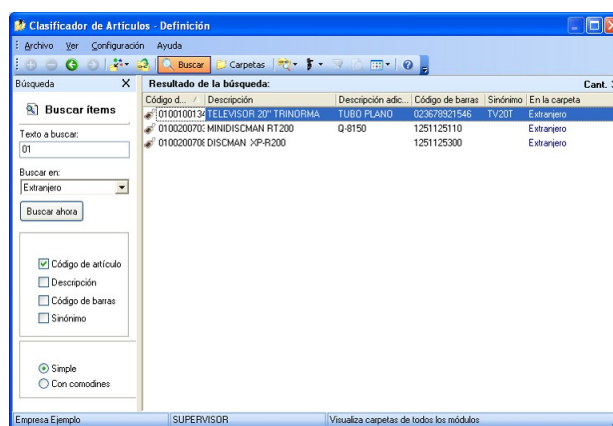 Clasificador de Artículos - Definición
Archivo Ver Configuración Ayuda
Buscar Carpetas
Búsqueda X
Buscar ítems
Texto a buscar:
01
Buscar en:
Extranjero
Buscar ahora
Código de artículo
Descripción
Código de barras
Sinónimo
Simple
Con comodines
Resultado de la búsqueda: Cant.
Código d... Descripción Descripción adic... Código de barras Sinónimo En la carpeta
TELEVISOR 20" TRINORMA TUBO PLANO 023678921546 TV20T Extranjero
MINIDISCMAN RT200 Q-8150 1251125110 Extranjero
DISCMAN XP-R200 1251125300 Extranjero
Empresa Ejemplo SUPERVISOR Visualiza carpetas de todos los módulos